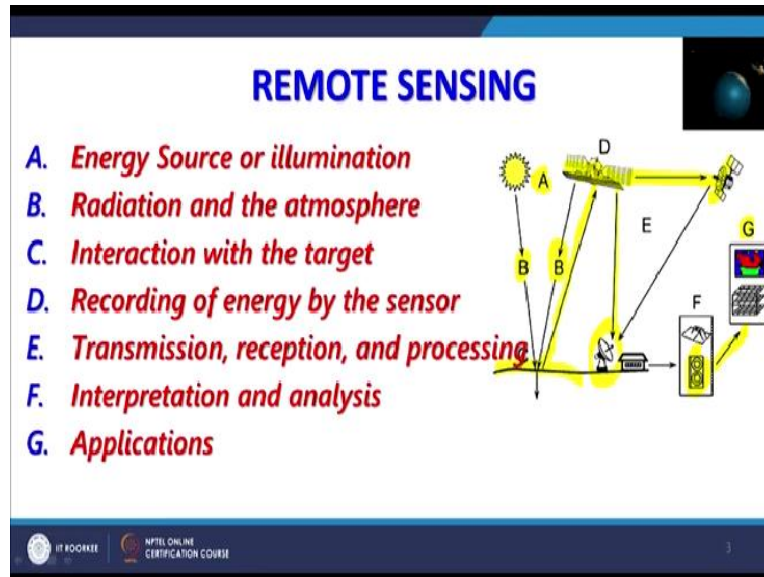 REMOTE SENSING
A. Energy Source or illumination
B. Radiation and the atmosphere
C. Interaction with the target
D. Recording of energy by the sensor
E. Transmission, reception, and processing
F. Interpretation and analysis
G. Applications
D
A
E
G
B B
F
IIT ROORKEE
NPTEL ONLINE
CERTIFICATION COURSE
3